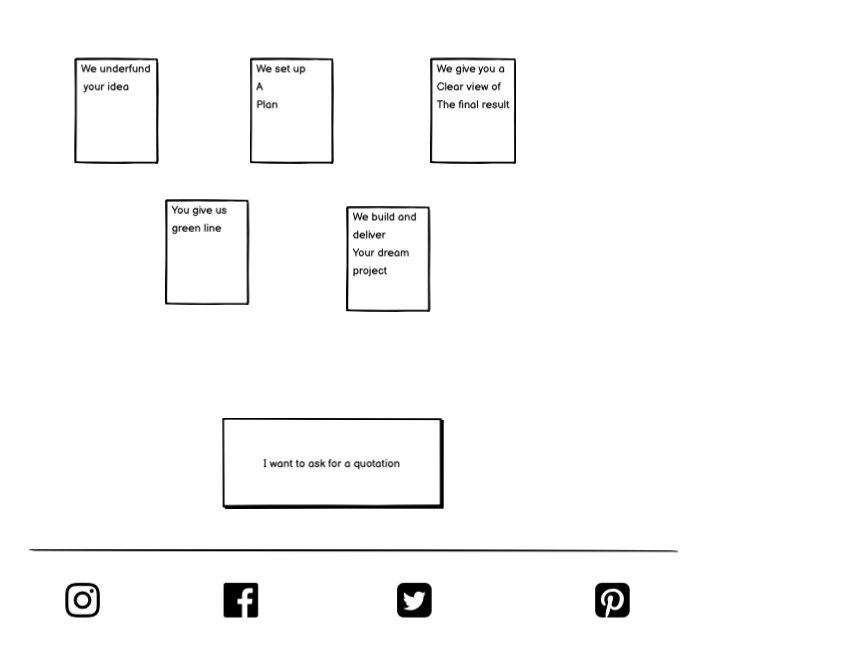 We underfund
your idea
We set up
A
Plan
We give you a
Clear view of
The final result
You give us
green line
We build and
deliver
Your dream
project
I want to ask for a quotation